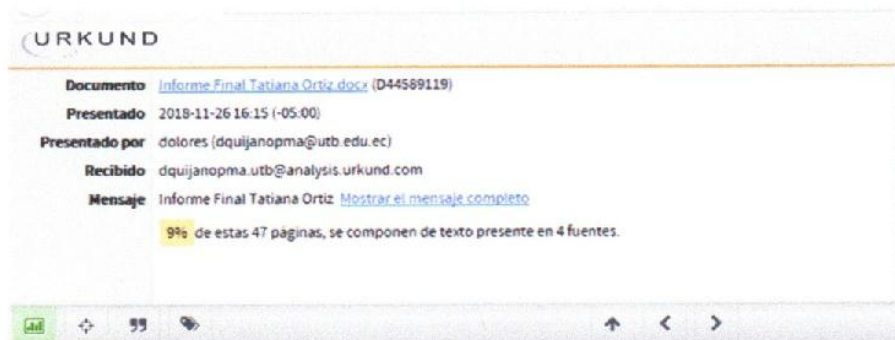 URKUND
Documento Informe Final Tatiana Ortiz.docx (D44589119)
Presentado 2018-11-26 16:15 (-05:00)
Presentado por dolores (dquijanopma@utb.edu.ec)
Recibido dquijanopma.utb@analysis.urkund.com
Mensaje Informe Final Tatiana Ortiz Mostrar el mensaje completo
9% de estas 47 páginas, se componen de texto presente en 4 fuentes.